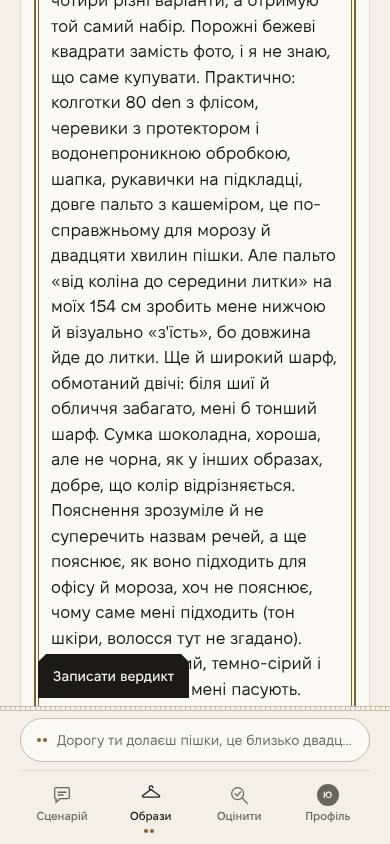 чотири різні варіанти, а отримую
той самий набір. Порожні бежеві
квадрати замість фото, і я не знаю,
що саме купувати. Практично:
колготки 80 den з флісом,
черевики з протектором і
водонепроникною обробкою,
шапка, рукавички на підкладці,
довге пальто з кашеміром, це по-
справжньому для морозу й
двадцяти хвилин пішки. Але пальто
«від коліна до середини литки» на
моїх 154 см зробить мене нижчою
й візуально «з'їсть», бо довжина
йде до литки. Ще й широкий шарф,
обмотаний двічі: біля шиї й
обличчя забагато, мені б тонший
шарф. Сумка шоколадна, хороша,
але не чорна, як у інших образах,
добре, що колір відрізняється.
Пояснення зрозуміле й не
суперечить назвам речей, а ще
пояснює, як воно підходить для
офісу й мороза, хоч не пояснює,
чому саме мені підходить (тон
шкіри, волосся тут не згадано).
ий, темно-сірий і
мені пасують.
Записати вердикт
Дорогу ти долаєш пішки, це близько двадц...
Сценарій
Образи
Оцінити
Ю
Профіль